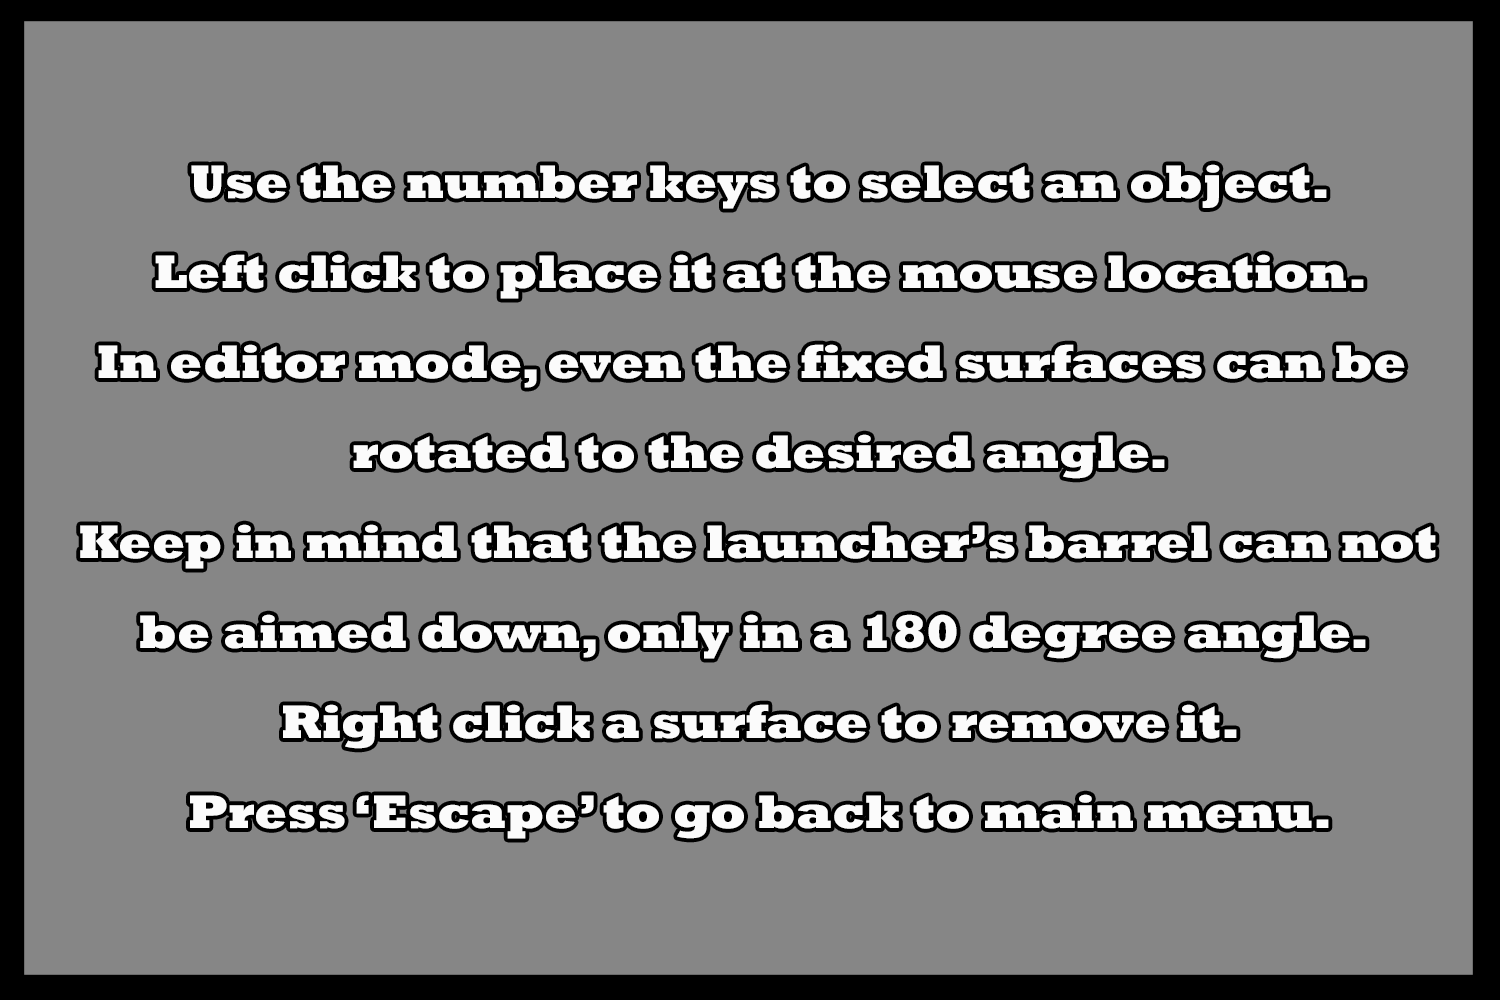 Use the number keys to select an object.
Left click to place it at the mouse location.
In editor mode, even the fixed surfaces can be
rotated to the desired angle.
Keep in mind that the launcher’s barrel can not
be aimed down, only in a 180 degree angle.
Right click a surface to remove it.
Press ‘Escape’ to go back to main menu.